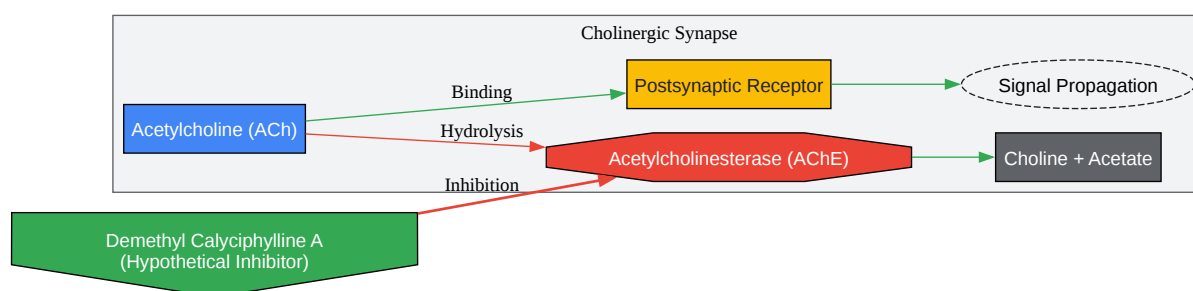 Cholinergic Synapse
Binding
Postsynaptic Receptor
Signal Propagation
Acetylcholine (ACh)
Hydrolysis
Acetylcholinesterase (AChE)
Choline + Acetate
Inhibition
Demethyl Calyciphylline A
(Hypothetical Inhibitor)